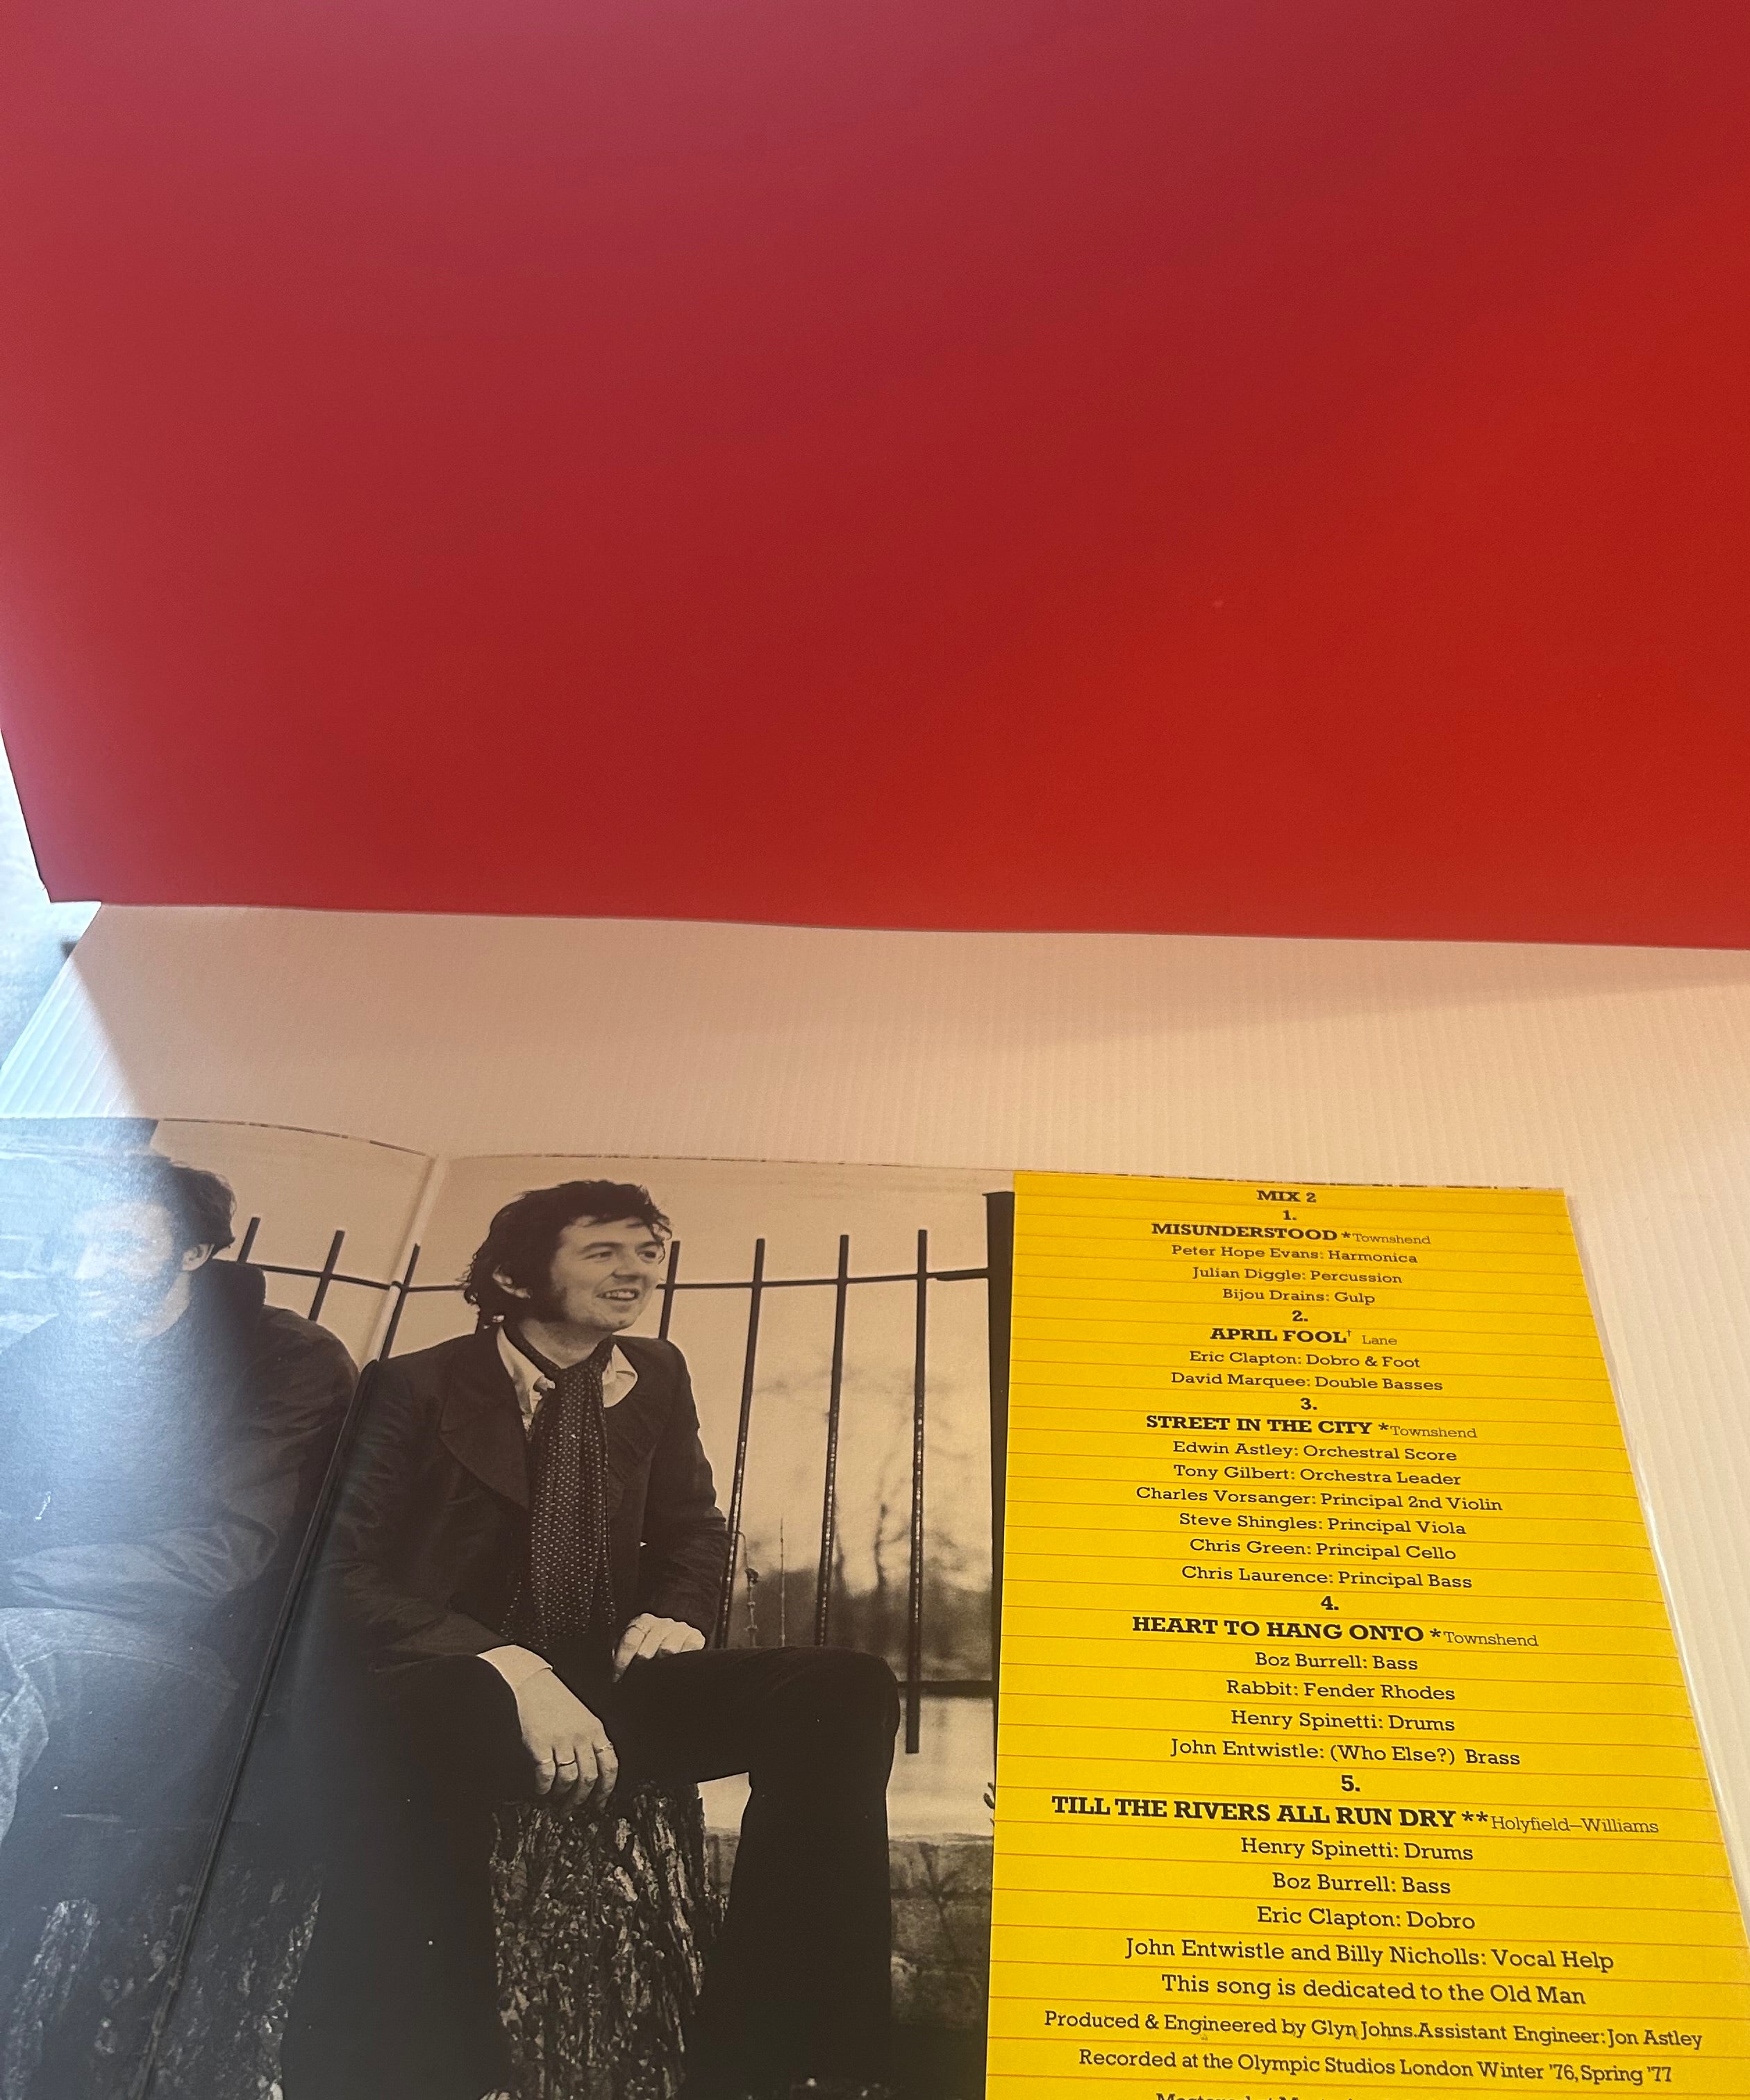 MIX 2
1.
MISUNDERSTOOD *Townshend
Peter Hope Evans: Harmonica
Julian Diggle: Percussion
Bijou Drains: Gulp
2.
APRIL FOOL† Lane
Eric Clapton: Dobro & Foot
David Marquee: Double Basses
3.
STREET IN THE CITY *Townshend
Edwin Astley: Orchestral Score
Tony Gilbert: Orchestra Leader
Charles Vorsanger: Principal 2nd Violin
Steve Shingles: Principal Viola
Chris Green: Principal Cello
Chris Laurence: Principal Bass
4.
HEART TO HANG ONTO *Townshend
Boz Burrell: Bass
Rabbit: Fender Rhodes
Henry Spinetti: Drums
John Entwistle: (Who Else?) Brass
5.
TILL THE RIVERS ALL RUN DRY **Holyfield–Williams
Henry Spinetti: Drums
Boz Burrell: Bass
Eric Clapton: Dobro
John Entwistle and Billy Nicholls: Vocal Help
This song is dedicated to the Old Man
Produced & Engineered by Glyn Johns. Assistant Engineer: Jon Astley
Recorded at the Olympic Studios London Winter '76, Spring '77